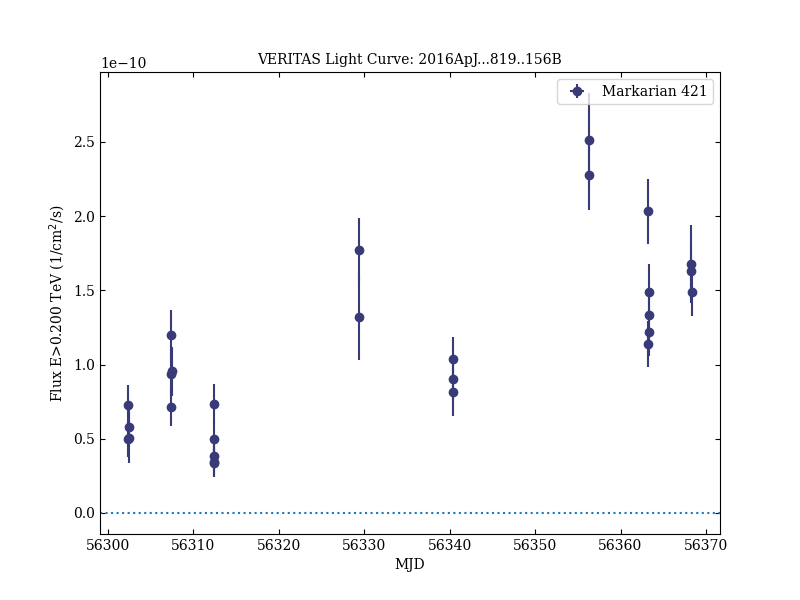 VERITAS Light Curve: 2016ApJ...819..156B
1e−10
Markarian 421
Flux E>0.200 TeV (1/cm²/s)
2.5
2.0
1.5
1.0
0.5
0.0
56300 56310 56320 56330 56340 56350 56360 56370
MJD